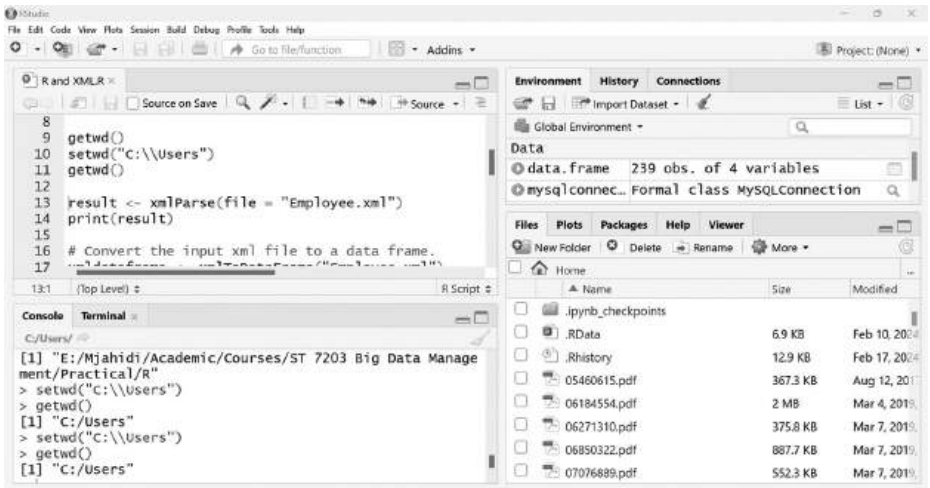 RStudio
File Edit Code View Plots Session Build Debug Profile Tools Help
Go to file/function Addins Project: (None)
R and XML.R
Source on Save Source
8
9 getwd()
10 setwd("C:\\Users")
11 getwd()
12
13 result <- xmlParse(file = "Employee.xml")
14 print(result)
15
16 # Convert the input xml file to a data frame.
17
13:1 (Top Level) R Script
Console Terminal
C:/Users/
[1] "E:/Mjahidi/Academic/Courses/ST 7203 Big Data Manage
ment/Practical/R"
> setwd("C:\\Users")
> getwd()
[1] "C:/Users"
> setwd("C:\\Users")
> getwd()
[1] "C:/Users"
Environment History Connections
Import Dataset List
Global Environment
Data
data.frame 239 obs. of 4 variables
mysqlconnec… Formal class MySQLConnection
Files Plots Packages Help Viewer
New Folder Delete Rename More
Home
Name Size Modified
.ipynb_checkpoints
.RData 6.9 KB Feb 10, 2024
.Rhistory 12.9 KB Feb 17, 2024
05460615.pdf 367.3 KB Aug 12, 201
06184554.pdf 2 MB Mar 4, 2019,
06271310.pdf 375.8 KB Mar 7, 2019,
06850322.pdf 887.7 KB Mar 7, 2019,
07076889.pdf 552.3 KB Mar 7, 2019,